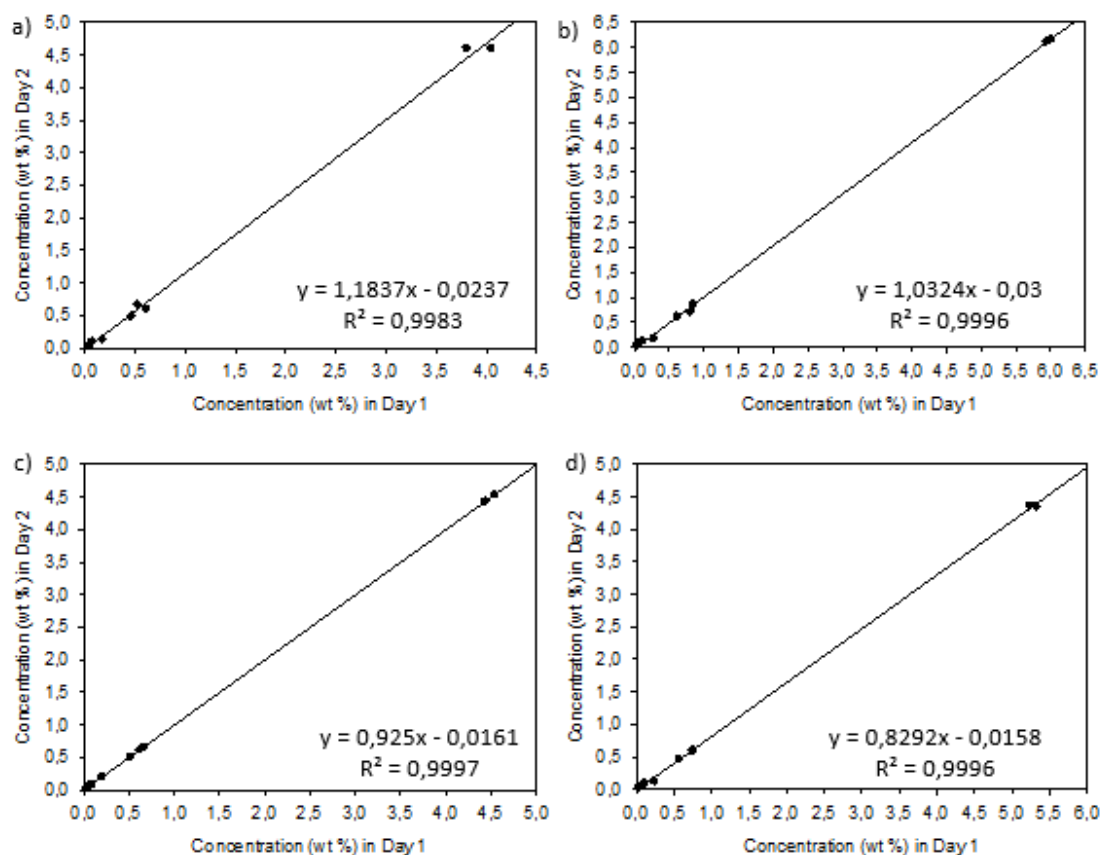 a)
Concentration (wt %) in Day 2
5,0
4,5
4,0
3,5
3,0
2,5
2,0
1,5
1,0
0,5
0,0
y = 1,1837x - 0,0237
R² = 0,9983
0,0 0,5 1,0 1,5 2,0 2,5 3,0 3,5 4,0 4,5
Concentration (wt %) in Day 1
b)
Concentration (wt %) in Day 2
6,5
6,0
5,5
5,0
4,5
4,0
3,5
3,0
2,5
2,0
1,5
1,0
0,5
0,0
y = 1,0324x - 0,03
R² = 0,9996
0,0 0,5 1,0 1,5 2,0 2,5 3,0 3,5 4,0 4,5 5,0 5,5 6,0 6,5
Concentration (wt %) in Day 1
c)
Concentration (wt %) in Day 2
5,0
4,5
4,0
3,5
3,0
2,5
2,0
1,5
1,0
0,5
0,0
y = 0,925x - 0,0161
R² = 0,9997
0,0 0,5 1,0 1,5 2,0 2,5 3,0 3,5 4,0 4,5 5,0
Concentration (wt %) in Day 1
d)
Concentration (wt %) in Day 2
5,0
4,5
4,0
3,5
3,0
2,5
2,0
1,5
1,0
0,5
0,0
y = 0,8292x - 0,0158
R² = 0,9996
0,0 0,5 1,0 1,5 2,0 2,5 3,0 3,5 4,0 4,5 5,0 5,5 6,0
Concentration (wt %) in Day 1